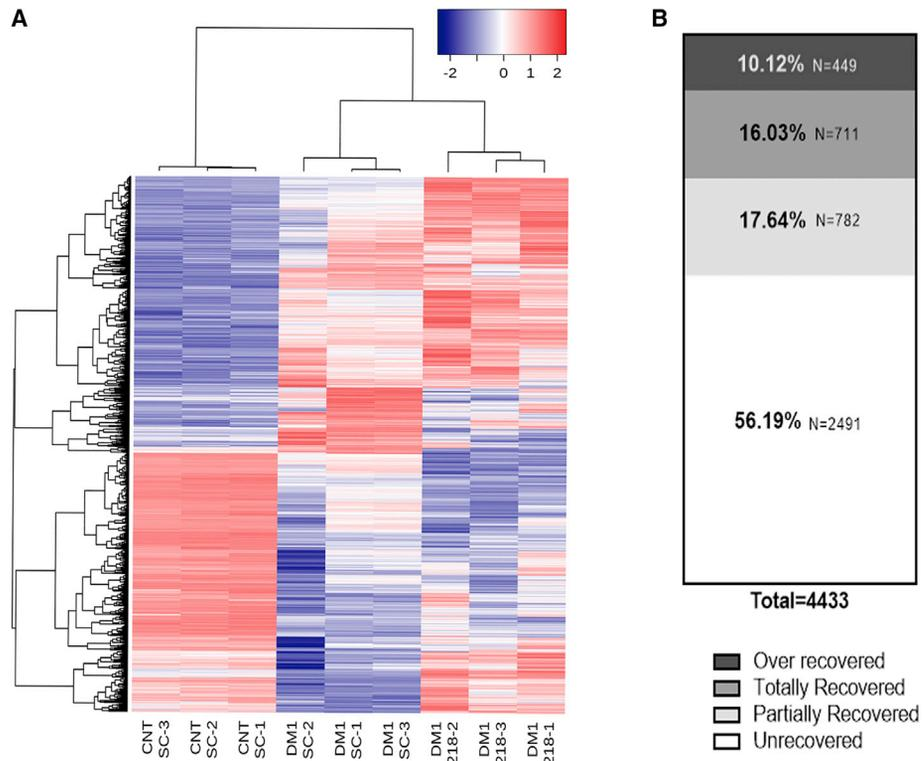 A
B
-2 0 1 2
10.12% N=449
16.03% N=711
17.64% N=782
56.19% N=2491
Total=4433
Over recovered
Totally Recovered
Partially Recovered
Unrecovered
CNT SC-3
CNT SC-2
CNT SC-1
DM1 SC-2
DM1 SC-1
DM1 SC-3
DM1 218-2
DM1 218-3
DM1 218-1